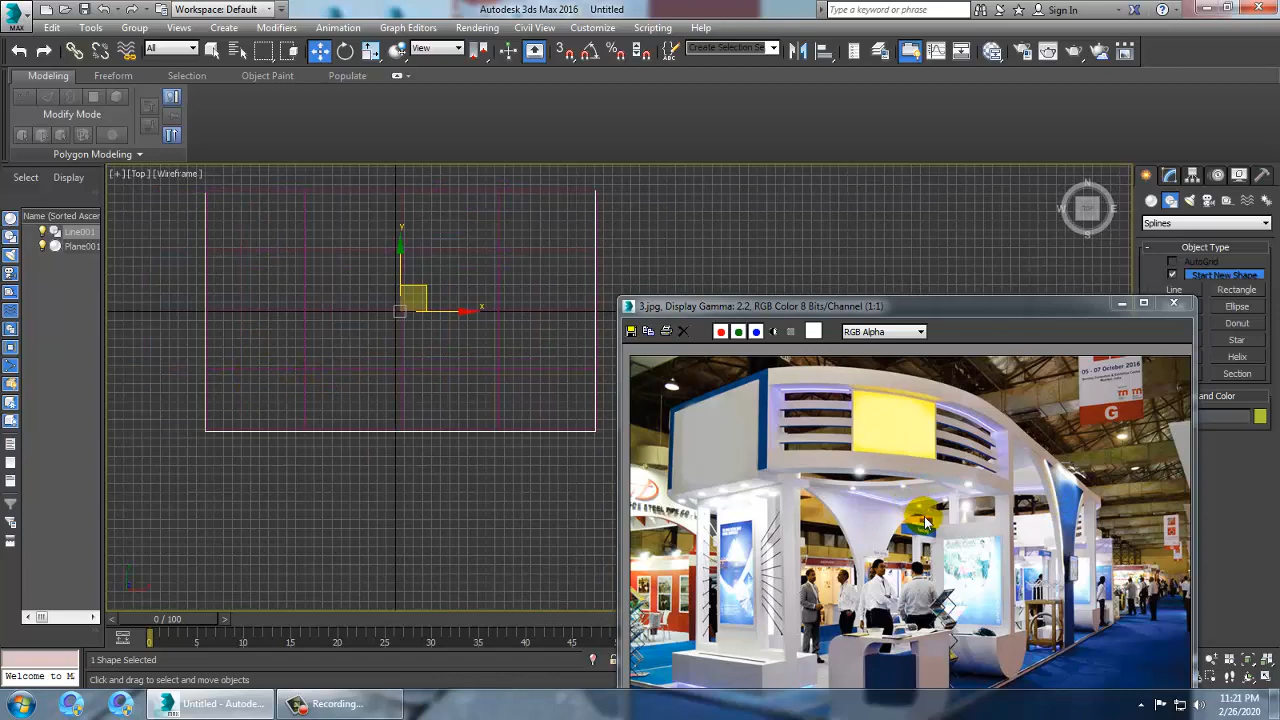 Workspace: Default
Autodesk 3ds Max 2016 Untitled
Type a keyword or phrase
Sign In
MAX
Edit Tools Group Views Create Modifiers Animation Graph Editors Rendering Civil View Customize Scripting Help
All
View
Create Selection Se
Modeling Freeform Selection Object Paint Populate
Modify Mode
Polygon Modeling
Select Display
[+] [Top] [Wireframe]
Name (Sorted Ascen
Line001
Plane001
Y
X
N
W
E
S
TOP
Splines
Object Type
AutoGrid
Start New Shape
Line Rectangle
Ellipse
Donut
Star
Helix
Section
and Color
3.jpg, Display Gamma: 2.2, RGB Color 8 Bits/Channel (1:1)
RGB Alpha
05 - 07 October 2016
G
0 / 100
0 5 10 15 20 25 30 35 40 45
1 Shape Selected
Welcome to M
Click and drag to select and move objects
Untitled - Autode...
Recording...
11:21 PM
2/26/2020